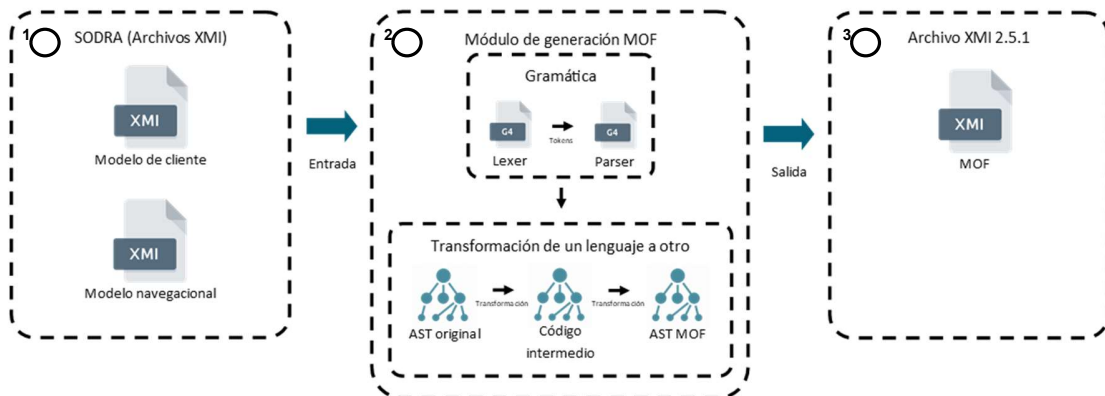 1
SODRA (Archivos XMI)
XMI
Modelo de cliente
XMI
Modelo navegacional
Entrada
2
Módulo de generación MOF
Gramática
G4
Tokens
G4
Lexer
Parser
Transformación de un lenguaje a otro
Transformación
Transformación
AST original
Código
intermedio
AST MOF
Salida
3
Archivo XMI 2.5.1
XMI
MOF